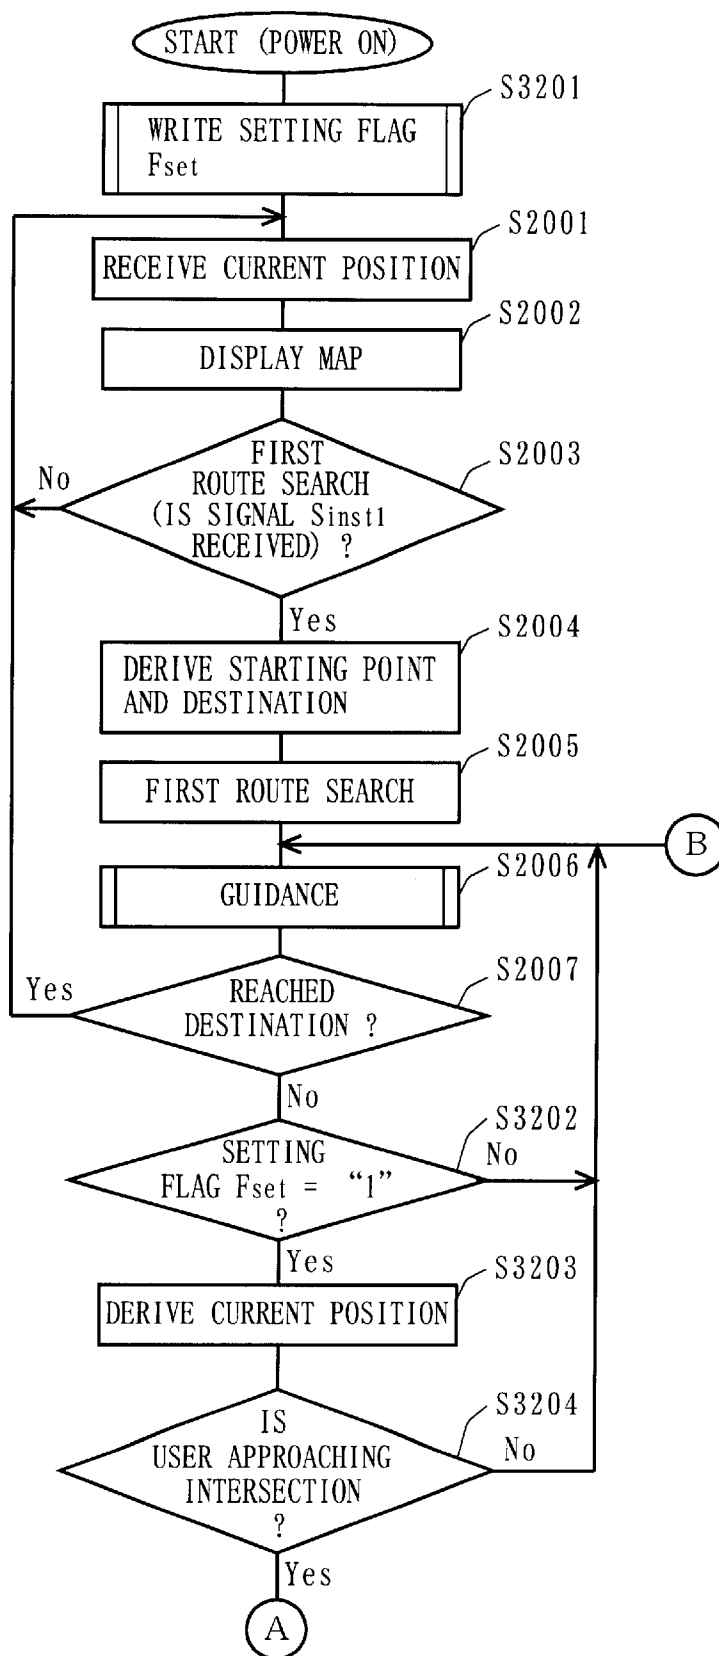 START (POWER ON)
S3201
WRITE SETTING FLAG
Fset
S2001
RECEIVE CURRENT POSITION
S2002
DISPLAY MAP
S2003
No
FIRST
ROUTE SEARCH
(IS SIGNAL Sinst1
RECEIVED) ?
Yes
S2004
DERIVE STARTING POINT
AND DESTINATION
S2005
FIRST ROUTE SEARCH
B
S2006
GUIDANCE
S2007
Yes
REACHED
DESTINATION ?
No
S3202
SETTING
FLAG Fset = “1”
?
No
Yes
S3203
DERIVE CURRENT POSITION
S3204
IS
USER APPROACHING
INTERSECTION
?
No
Yes
A